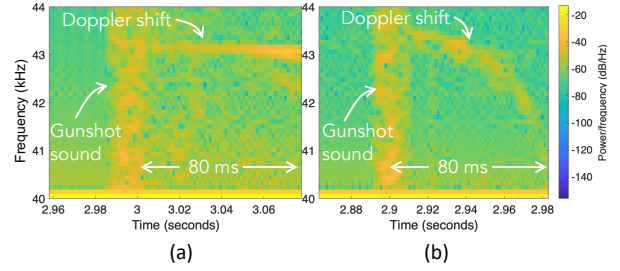 Doppler shift
Gunshot
sound
80 ms
44
43
42
41
40
Frequency (kHz)
2.96 2.98 3 3.02 3.04 3.06
Time (seconds)
(a)
Doppler shift
Gunshot
sound
80 ms
44
43
42
41
40
2.88 2.9 2.92 2.94 2.96 2.98
Time (seconds)
(b)
-20
-40
-60
-80
-100
-120
-140
Power/frequency (dB/Hz)